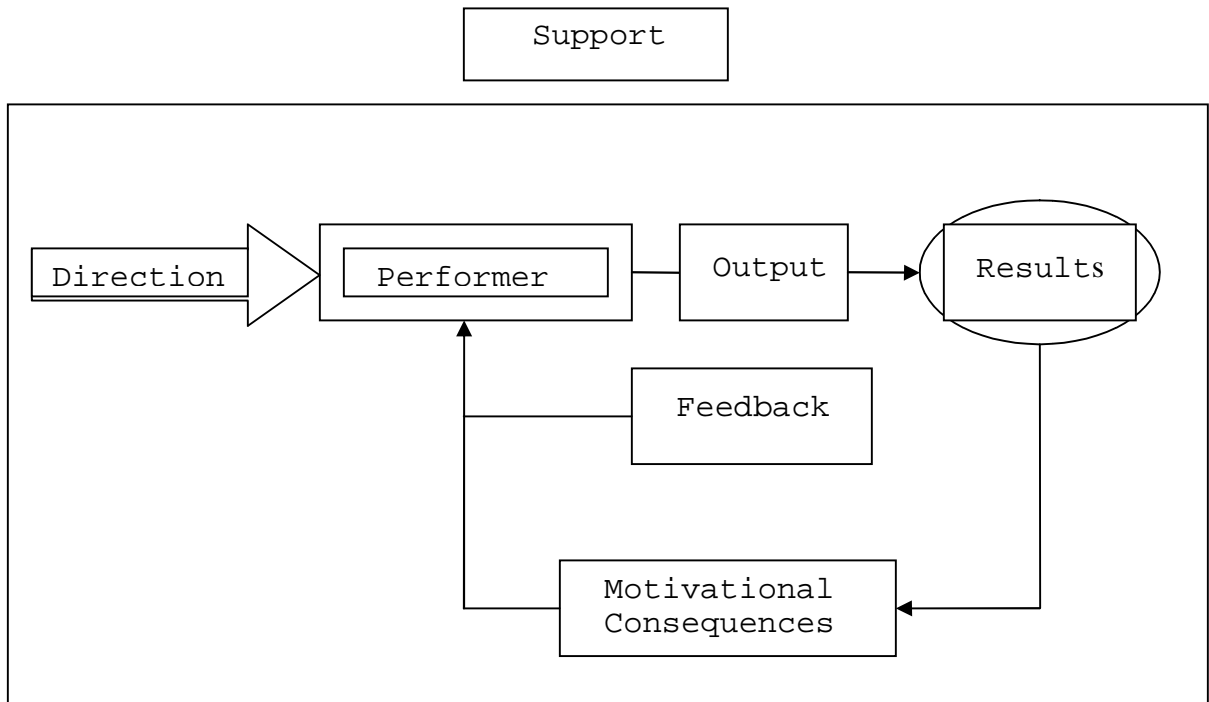 Support
Direction
Performer
Output
Results
Feedback
Motivational
Consequences